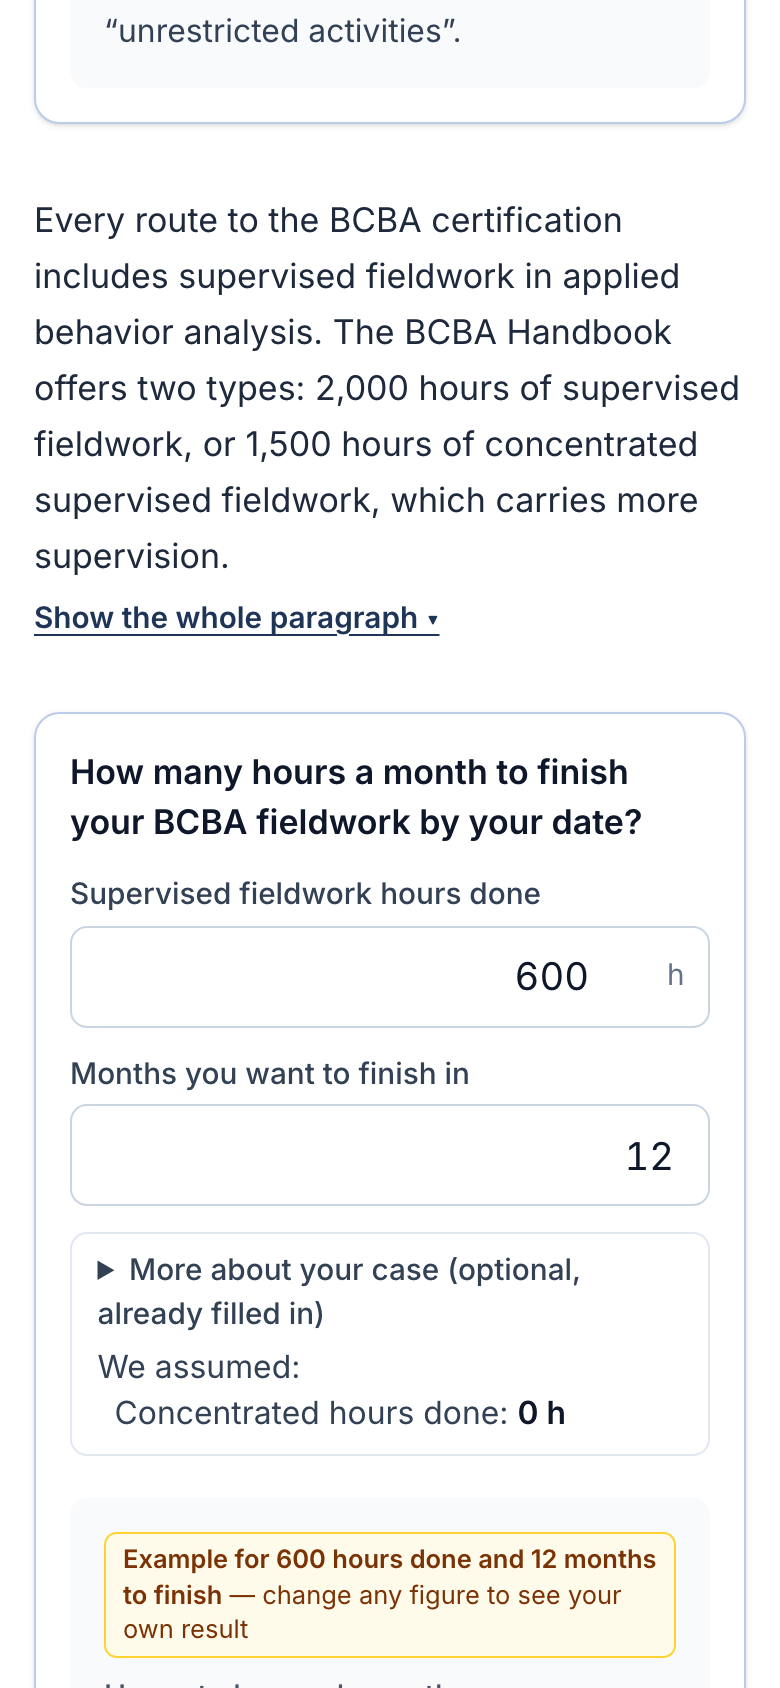 “unrestricted activities”.
Every route to the BCBA certification
includes supervised fieldwork in applied
behavior analysis. The BCBA Handbook
offers two types: 2,000 hours of supervised
fieldwork, or 1,500 hours of concentrated
supervised fieldwork, which carries more
supervision.
Show the whole paragraph ▾
How many hours a month to finish
your BCBA fieldwork by your date?
Supervised fieldwork hours done
600 h
Months you want to finish in
12
▶ More about your case (optional,
already filled in)
We assumed:
Concentrated hours done: 0 h
Example for 600 hours done and 12 months
to finish — change any figure to see your
own result